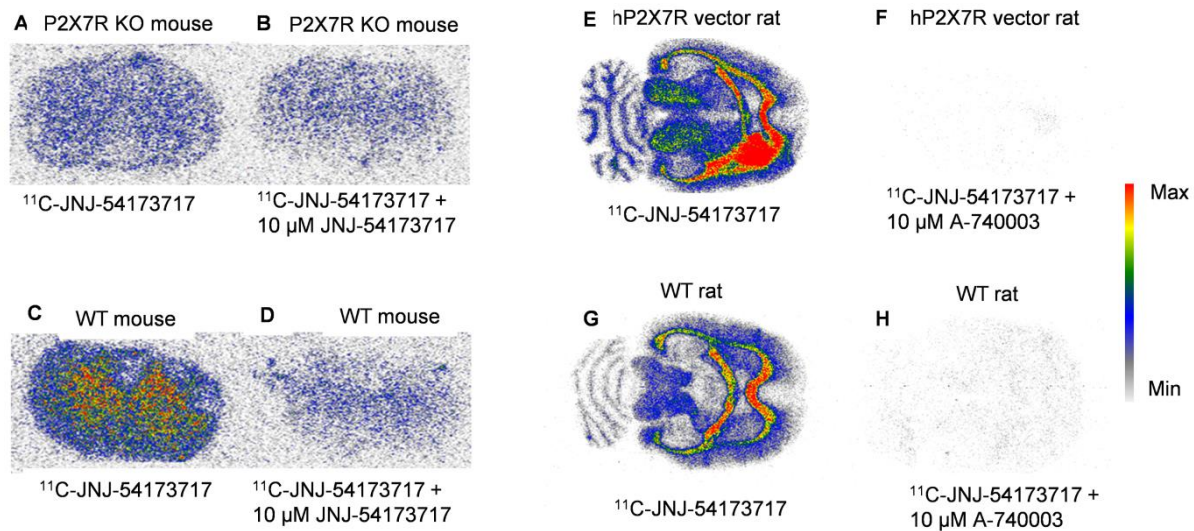 A P2X7R KO mouse
B P2X7R KO mouse
¹¹C-JNJ-54173717
¹¹C-JNJ-54173717 +
10 µM JNJ-54173717
C WT mouse
D WT mouse
¹¹C-JNJ-54173717
¹¹C-JNJ-54173717 +
10 µM JNJ-54173717
E hP2X7R vector rat
F hP2X7R vector rat
¹¹C-JNJ-54173717
¹¹C-JNJ-54173717 +
10 µM A-740003
G WT rat
H WT rat
¹¹C-JNJ-54173717
¹¹C-JNJ-54173717 +
10 µM A-740003
Max
Min